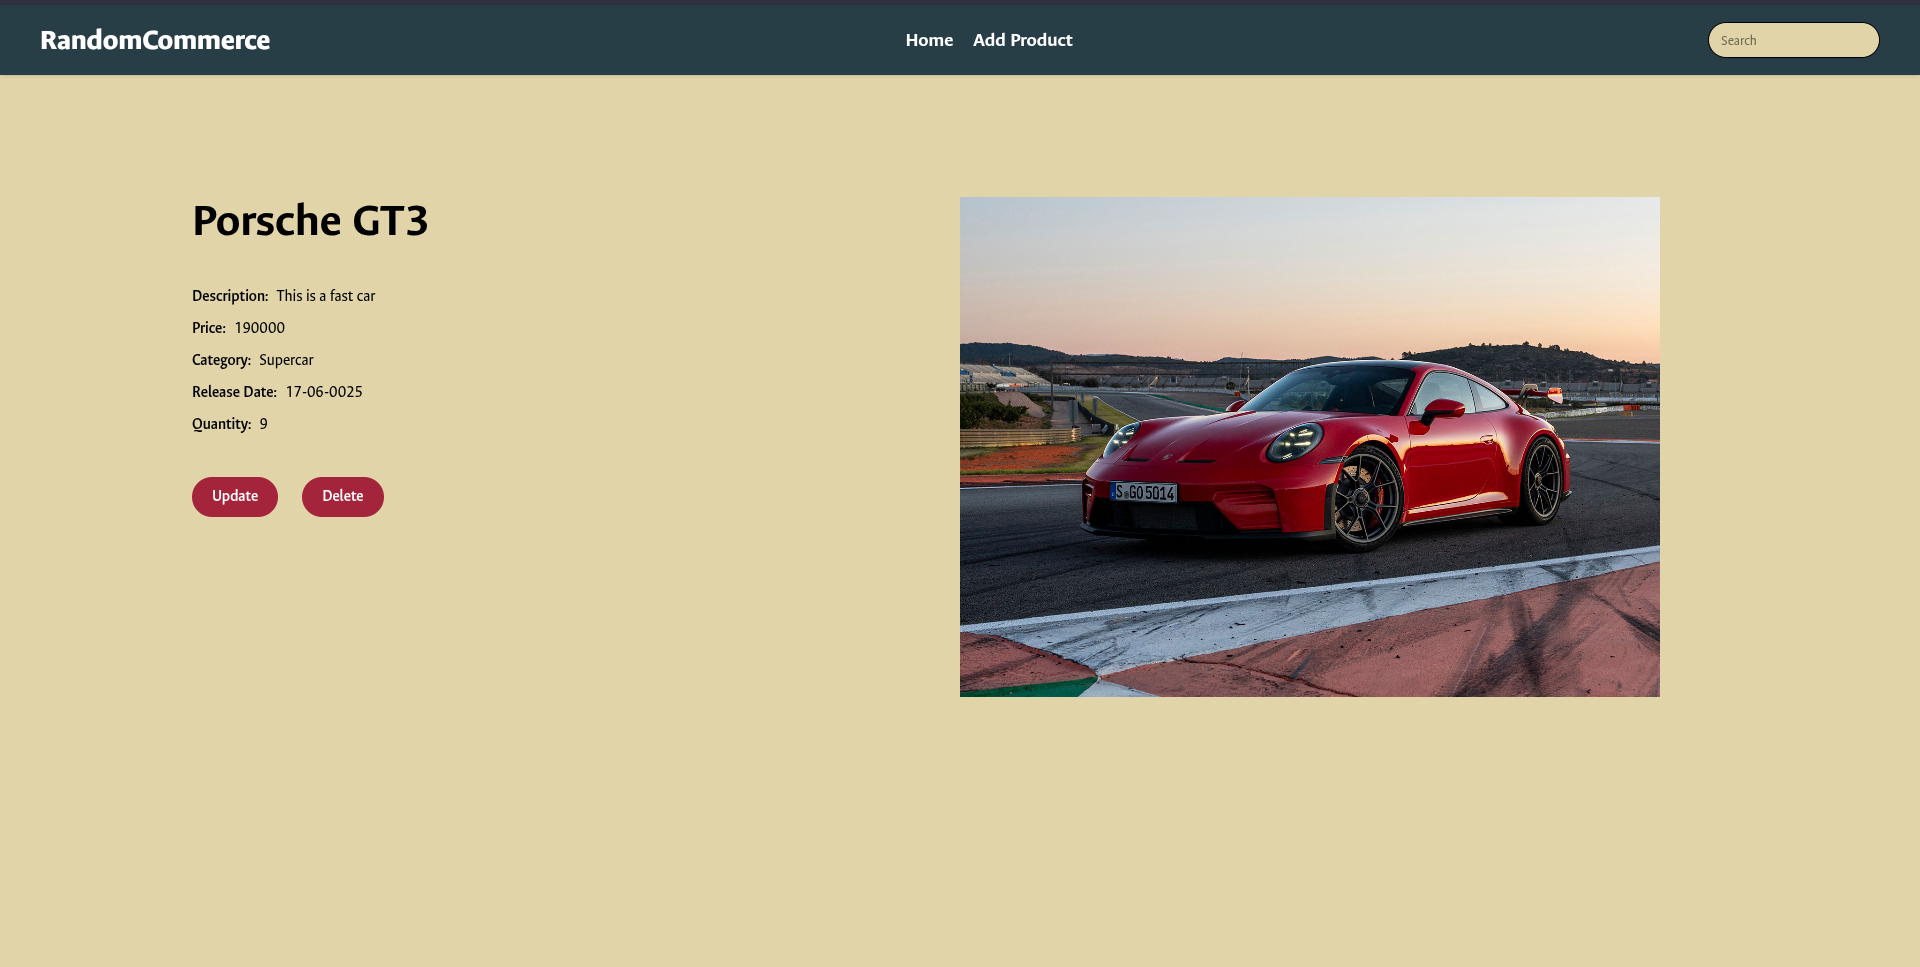 RandomCommerce
Home Add Product
Search
Porsche GT3
Description: This is a fast car
Price: 190000
Category: Supercar
Release Date: 17-06-0025
Quantity: 9
Update Delete
S GO 5014